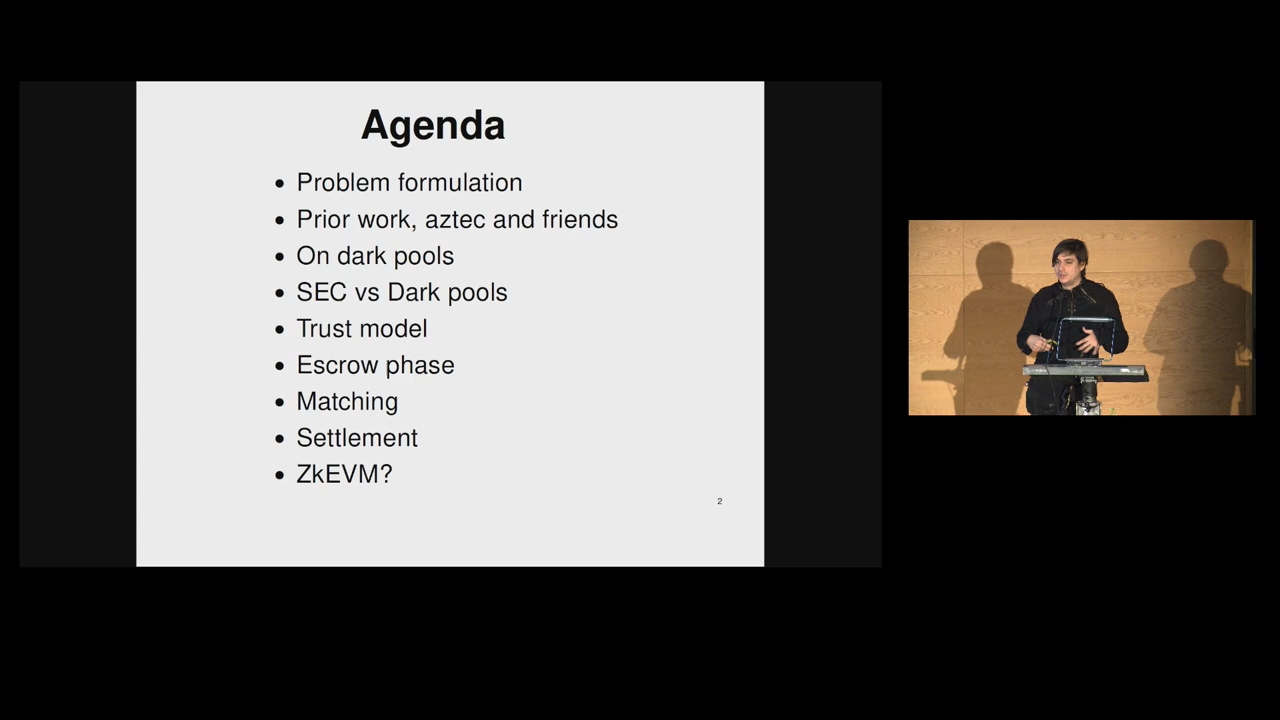 Agenda
• Problem formulation
• Prior work, aztec and friends
• On dark pools
• SEC vs Dark pools
• Trust model
• Escrow phase
• Matching
• Settlement
• ZkEVM?
2